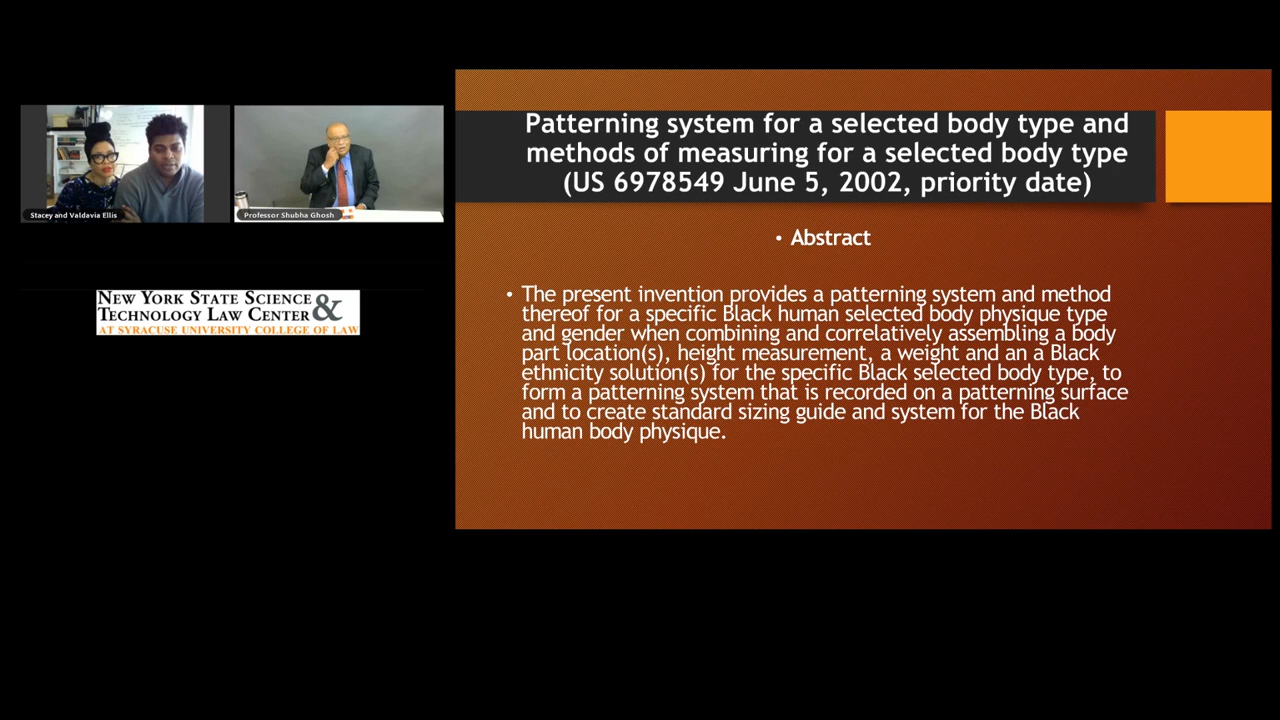 Stacey and Valdavia Ellis
Professor Shubha Ghosh
NEW YORK STATE SCIENCE &
TECHNOLOGY LAW CENTER
AT SYRACUSE UNIVERSITY COLLEGE OF LAW
Patterning system for a selected body type and
methods of measuring for a selected body type
(US 6978549 June 5, 2002, priority date)
• Abstract
• The present invention provides a patterning system and method
thereof for a specific Black human selected body physique type
and gender when combining and correlatively assembling a body
part location(s), height measurement, a weight and an a Black
ethnicity solution(s) for the specific Black selected body type, to
form a patterning system that is recorded on a patterning surface
and to create standard sizing guide and system for the Black
human body physique.